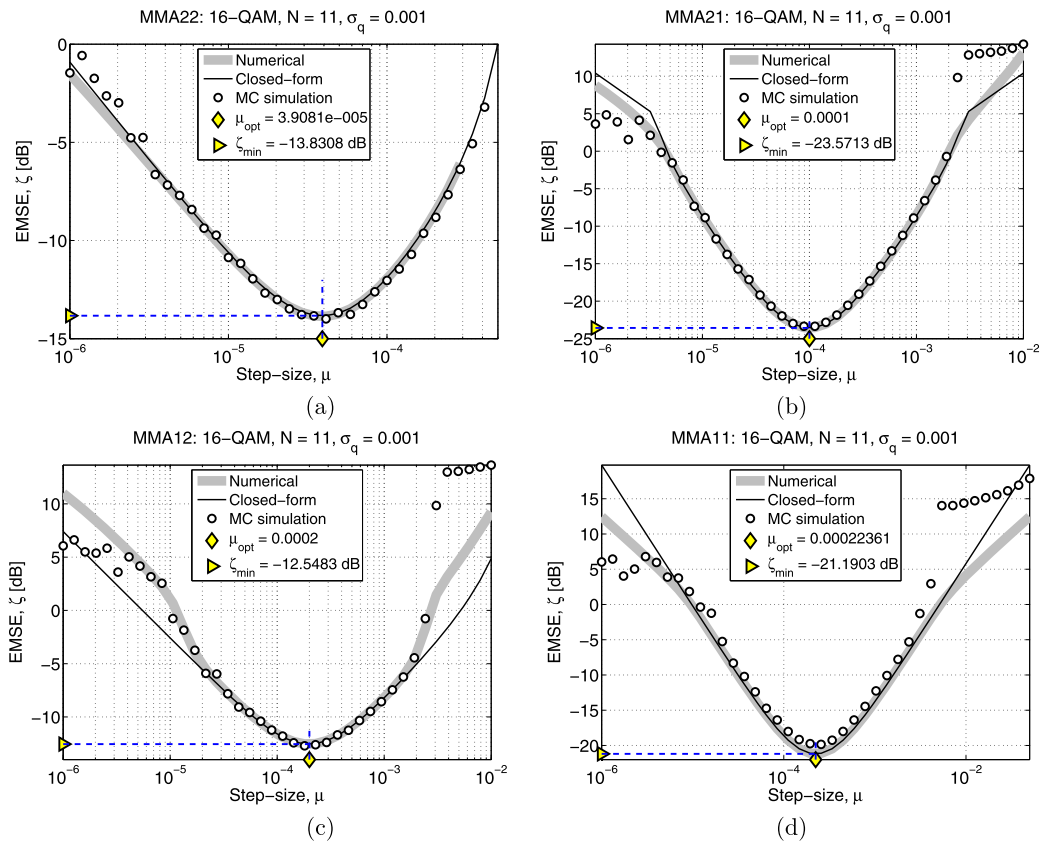 MMA22: 16−QAM, N = 11, σq = 0.001
0
−5
−10
−15
EMSE, ζ [dB]
Numerical
Closed−form
MC simulation
μopt = 3.9081e−005
ζmin = −13.8308 dB
10−6
10−5
10−4
Step−size, μ
(a)
MMA21: 16−QAM, N = 11, σq = 0.001
10
5
0
−5
−10
−15
−20
−25
EMSE, ζ [dB]
Numerical
Closed−form
MC simulation
μopt = 0.0001
ζmin = −23.5713 dB
10−6
10−5
10−4
10−3
10−2
Step−size, μ
(b)
MMA12: 16−QAM, N = 11, σq = 0.001
10
5
0
−5
−10
EMSE, ζ [dB]
Numerical
Closed−form
MC simulation
μopt = 0.0002
ζmin = −12.5483 dB
10−6
10−5
10−4
10−3
10−2
Step−size, μ
(c)
MMA11: 16−QAM, N = 11, σq = 0.001
15
10
5
0
−5
−10
−15
−20
EMSE, ζ [dB]
Numerical
Closed−form
MC simulation
μopt = 0.00022361
ζmin = −21.1903 dB
10−6
10−4
10−2
Step−size, μ
(d)